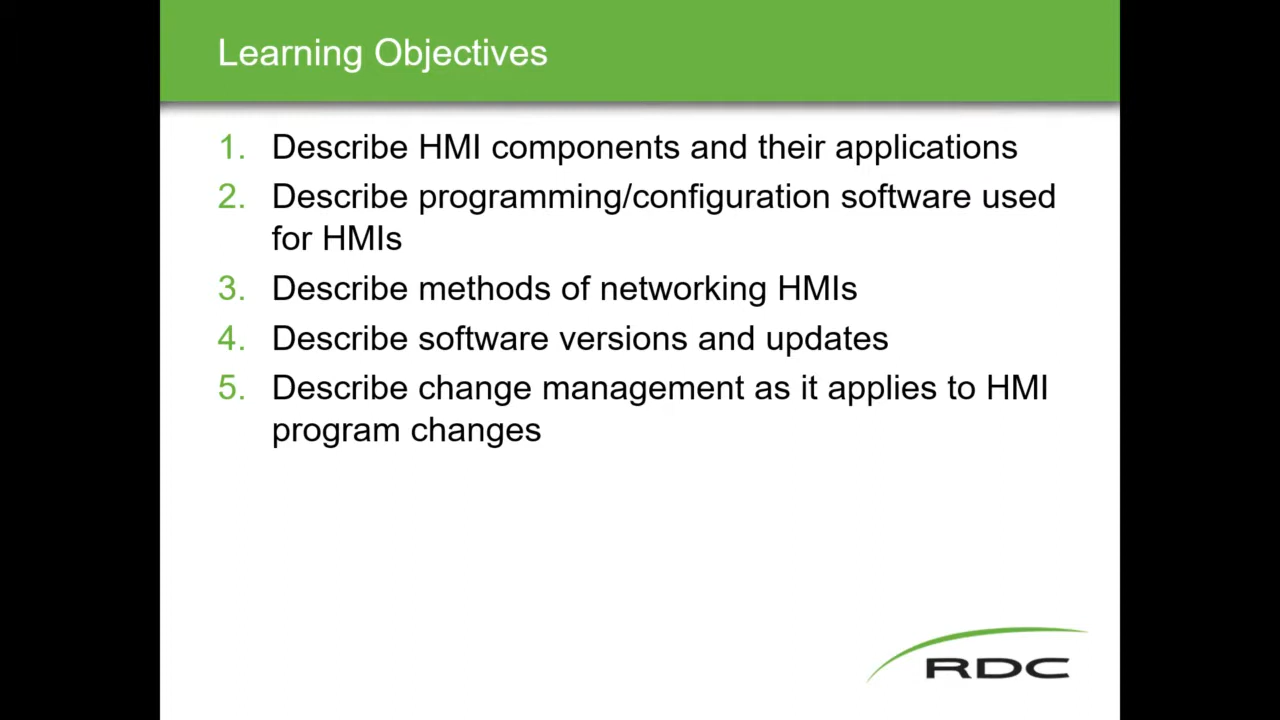 Learning Objectives
1. Describe HMI components and their applications
2. Describe programming/configuration software used
for HMIs
3. Describe methods of networking HMIs
4. Describe software versions and updates
5. Describe change management as it applies to HMI
program changes
RDC